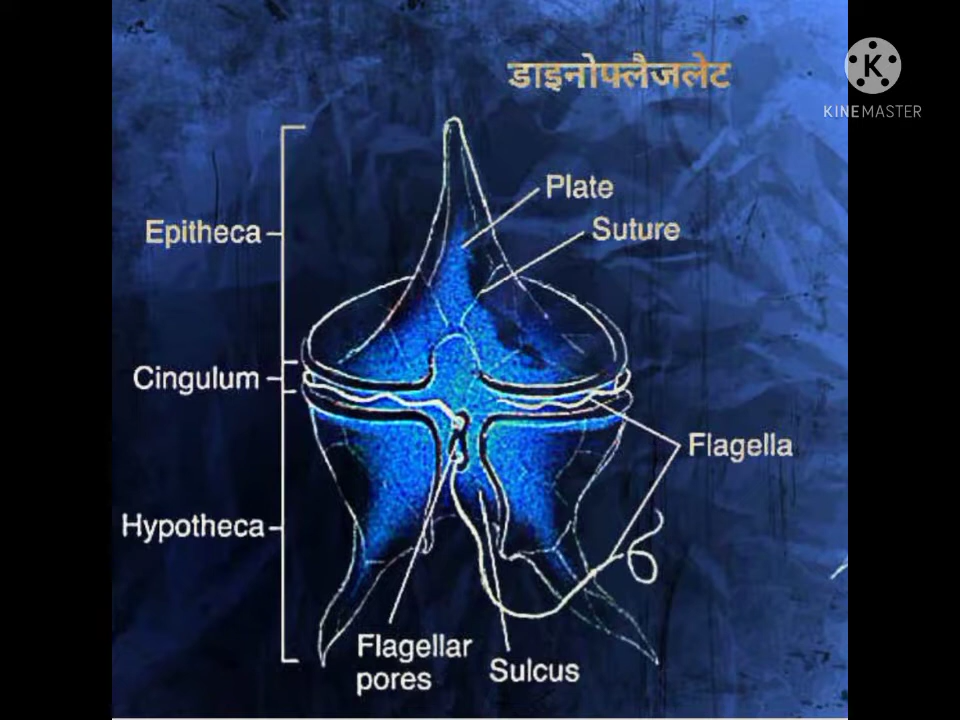 डाइनोफ्लैजलेट
K
KINEMASTER
Plate
Suture
Epitheca
Cingulum
Flagella
Hypotheca
Flagellar
pores
Sulcus